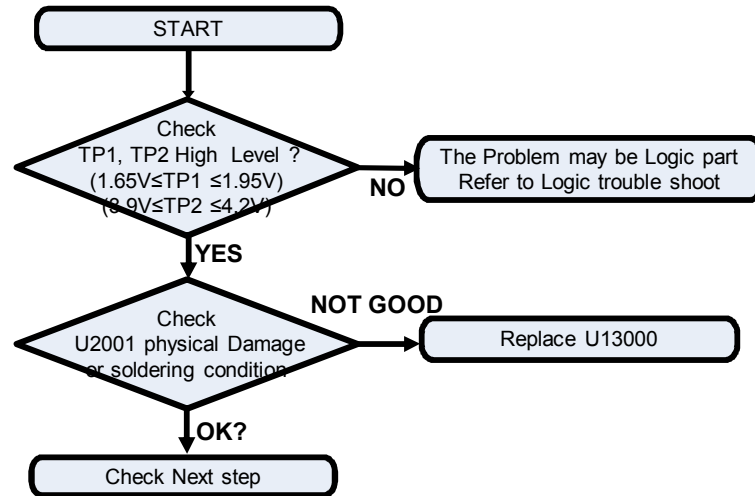 START
Check
TP1, TP2 High Level ?
(1.65V≤TP1 ≤1.95V)
(3.9V≤TP2 ≤4.2V)
NO
The Problem may be Logic part
Refer to Logic trouble shoot
YES
Check
U2001 physical Damage
or soldering condition
NOT GOOD
Replace U13000
OK?
Check Next step